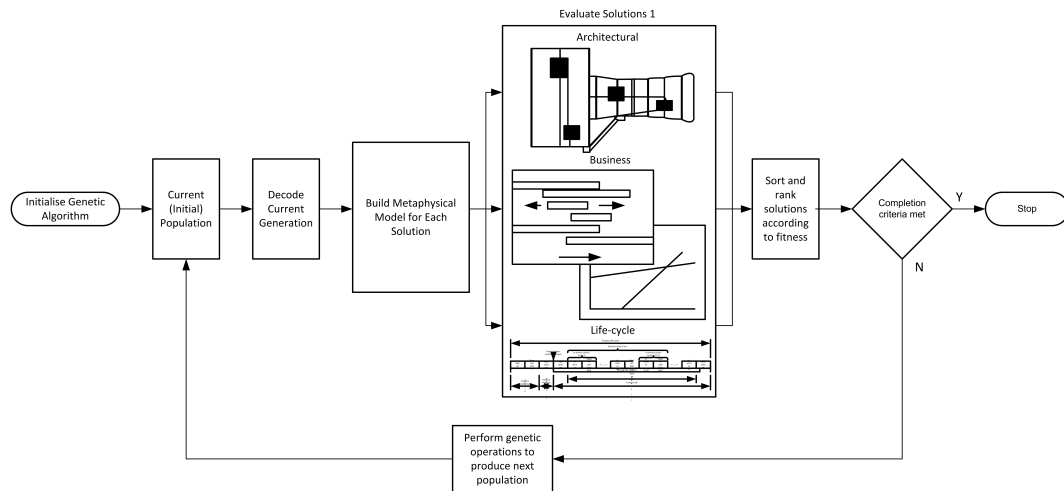 Evaluate Solutions 1
Architectural
Business
Life-cycle
Initialise Genetic
Algorithm
Current
(Initial)
Population
Decode
Current
Generation
Build Metaphysical
Model for Each
Solution
Sort and
rank
solutions
according
to fitness
Completion
criteria met
Y
Stop
N
Perform genetic
operations to
produce next
population